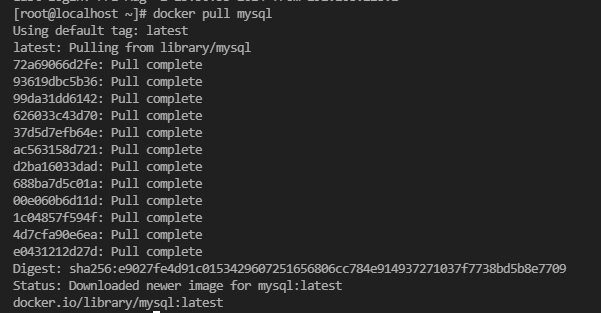 [root@localhost ~]# docker pull mysql
Using default tag: latest
latest: Pulling from library/mysql
72a69066d2fe: Pull complete
93619dbc5b36: Pull complete
99da31dd6142: Pull complete
626033c43d70: Pull complete
37d5d7efb64e: Pull complete
ac563158d721: Pull complete
d2ba16033dad: Pull complete
688ba7d5c01a: Pull complete
00e060b6d11d: Pull complete
1c04857f594f: Pull complete
4d7cfa90e6ea: Pull complete
e0431212d27d: Pull complete
Digest: sha256:e9027fe4d91c0153429607251656806cc784e914937271037f7738bd5b8e7709
Status: Downloaded newer image for mysql:latest
docker.io/library/mysql:latest